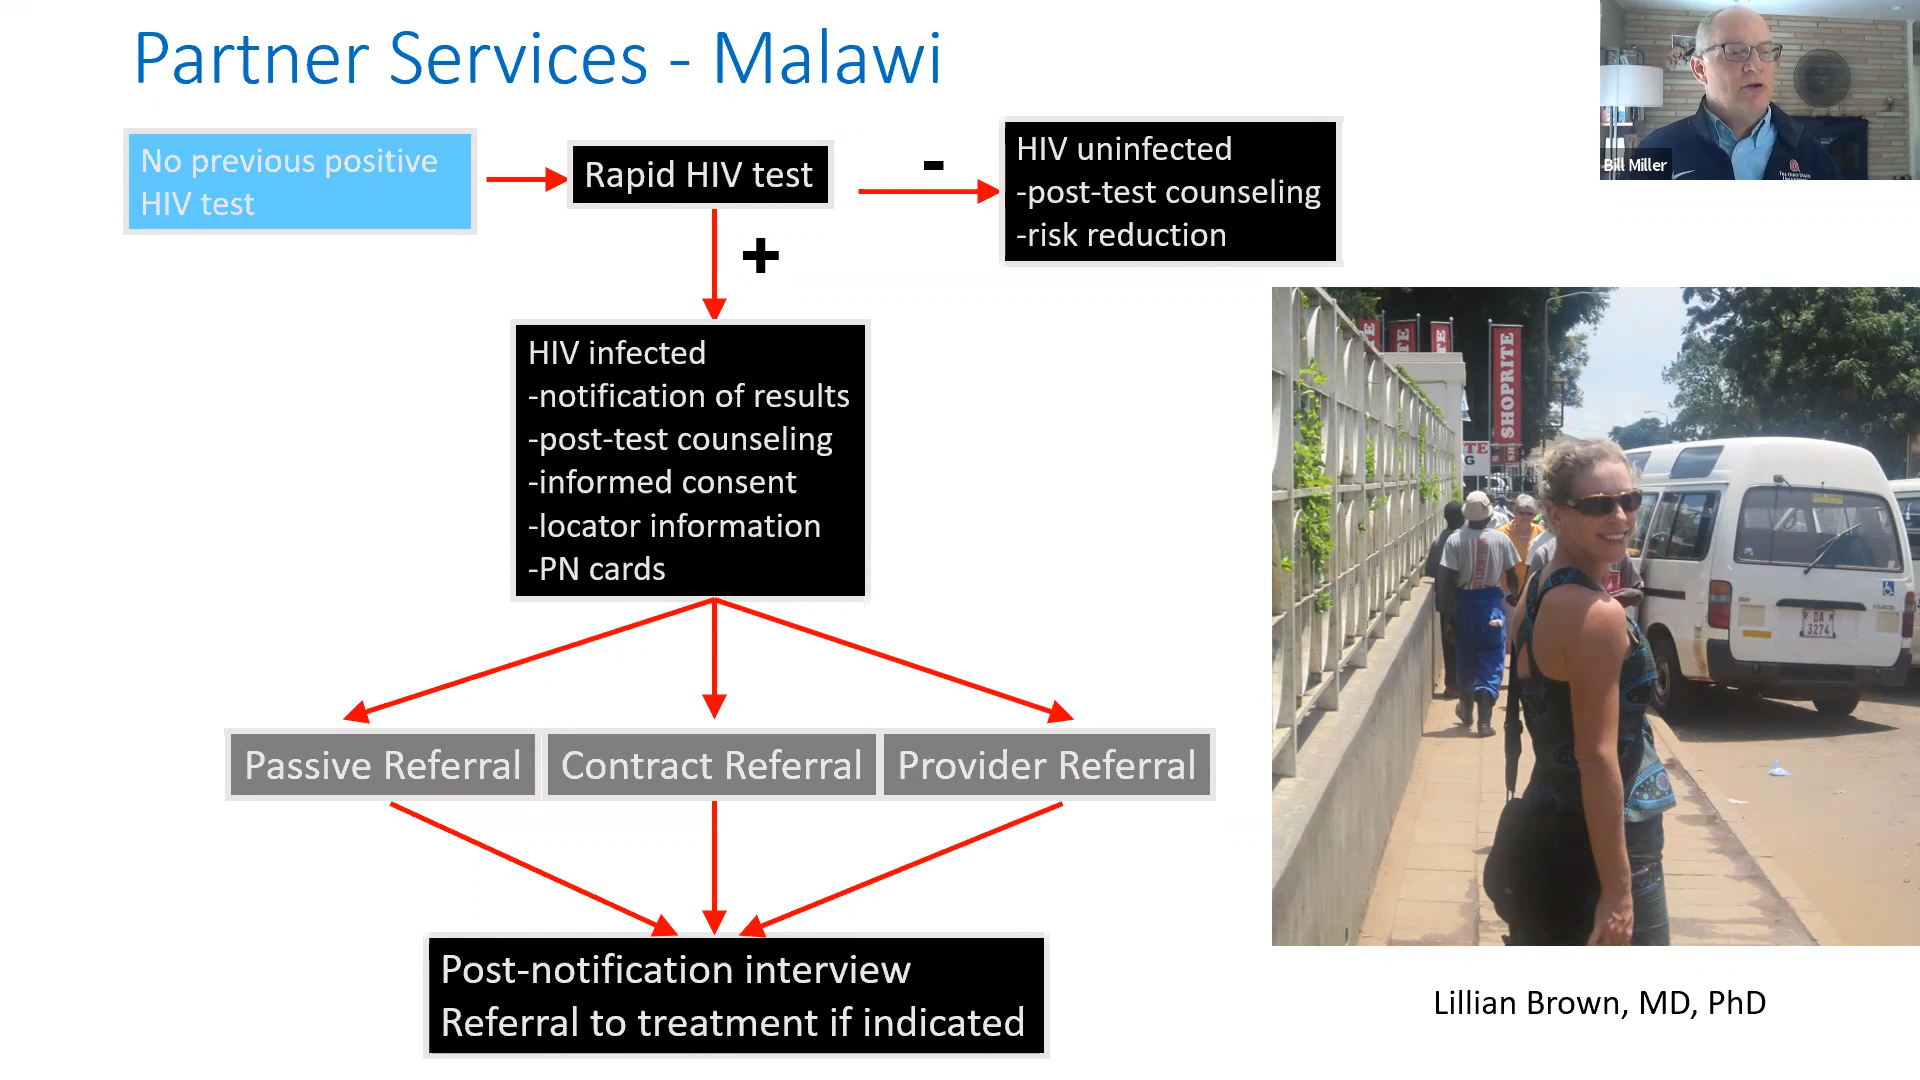 Partner Services - Malawi
No previous positive
HIV test
Rapid HIV test
-
HIV uninfected
-post-test counseling
-risk reduction
+
HIV infected
-notification of results
-post-test counseling
-informed consent
-locator information
-PN cards
Passive Referral
Contract Referral
Provider Referral
Post-notification interview
Referral to treatment if indicated
Bill Miller
SHOPRITE
DA
3274
Lillian Brown, MD, PhD